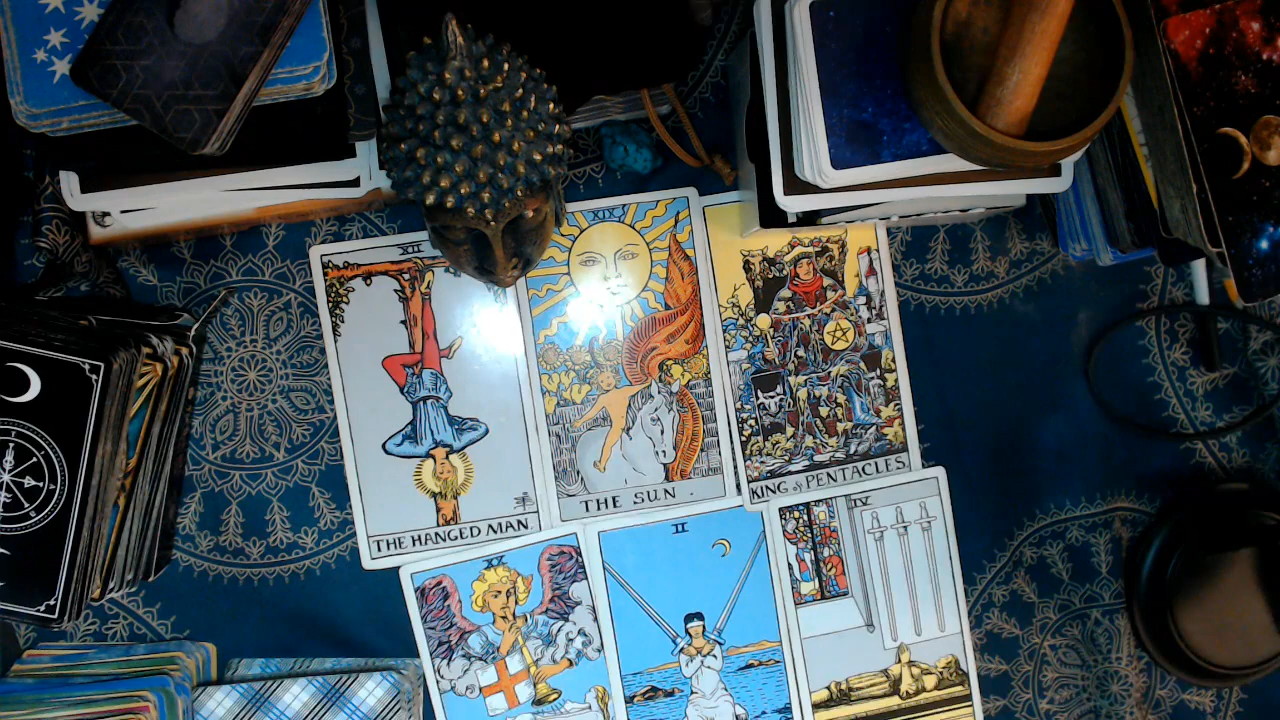 XII
XIX
THE HANGED MAN.
THE SUN .
KING of PENTACLES.
XX
II
IV